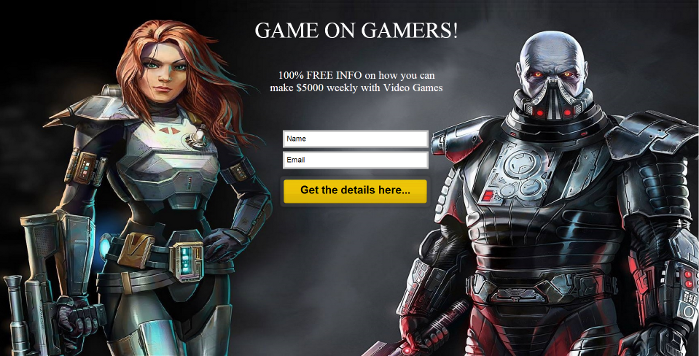 GAME ON GAMERS!
100% FREE INFO on how you can
make $5000 weekly with Video Games
Name
Email
Get the details here...